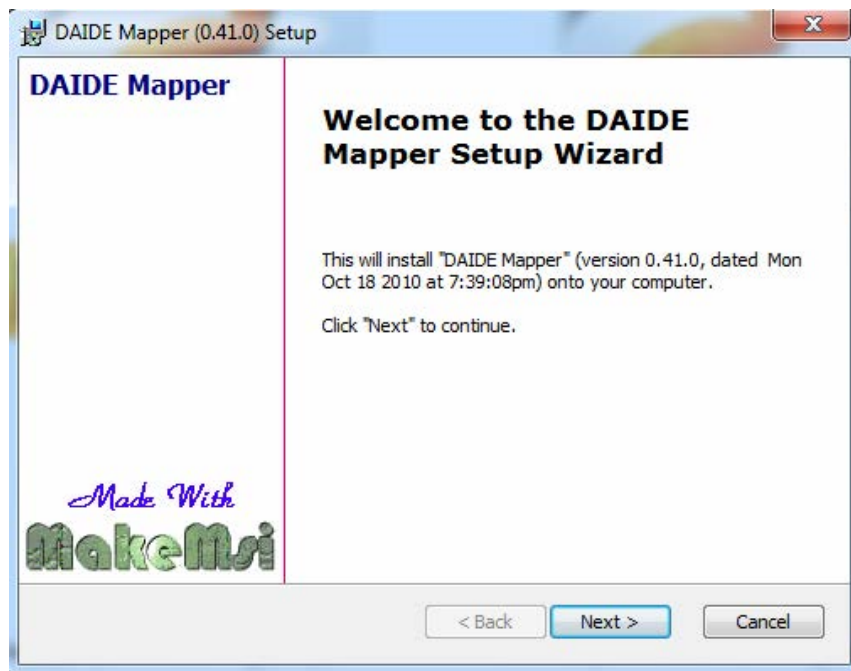 DAIDE Mapper (0.41.0) Setup
DAIDE Mapper
Welcome to the DAIDE
Mapper Setup Wizard
This will install "DAIDE Mapper" (version 0.41.0, dated Mon
Oct 18 2010 at 7:39:08pm) onto your computer.
Click "Next" to continue.
Made With
MakeMsi
< Back
Next >
Cancel